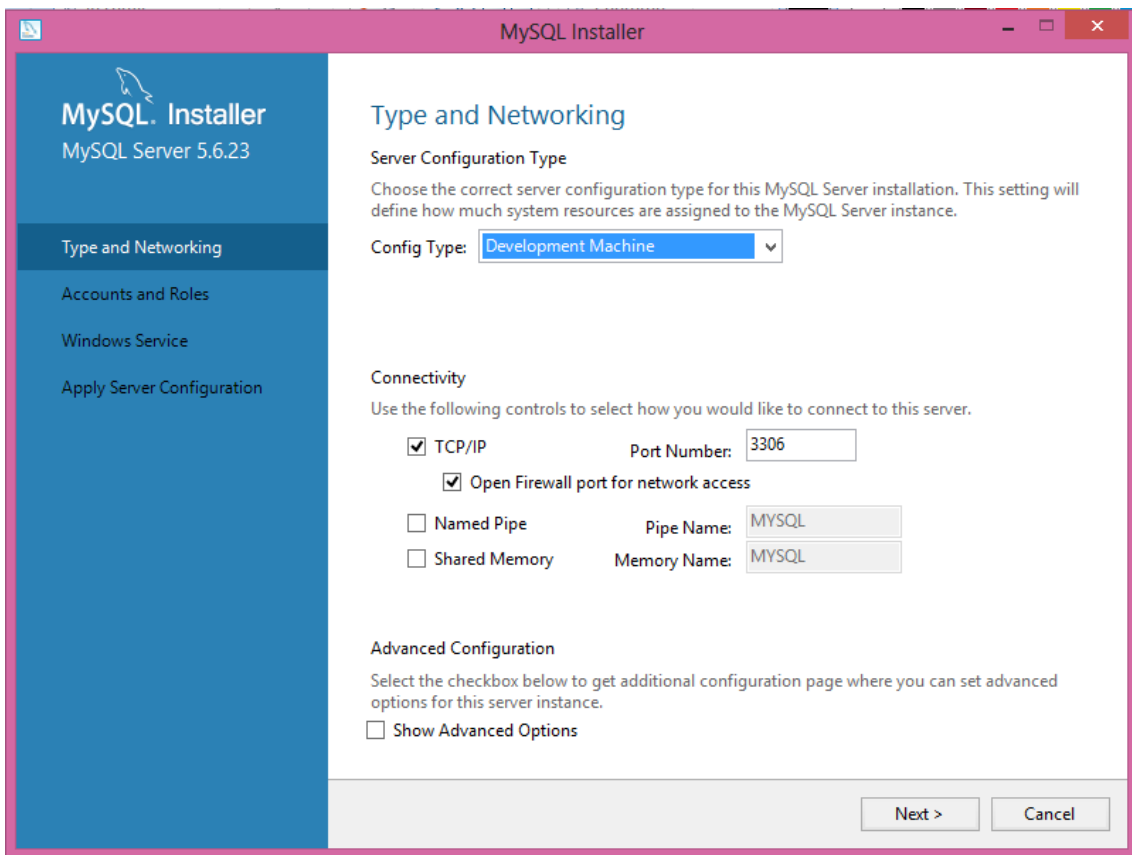 MySQL Installer
MySQL. Installer
MySQL Server 5.6.23
Type and Networking
Accounts and Roles
Windows Service
Apply Server Configuration
Type and Networking
Server Configuration Type
Choose the correct server configuration type for this MySQL Server installation. This setting will
define how much system resources are assigned to the MySQL Server instance.
Config Type: Development Machine
Connectivity
Use the following controls to select how you would like to connect to this server.
TCP/IP Port Number: 3306
Open Firewall port for network access
Named Pipe Pipe Name: MYSQL
Shared Memory Memory Name: MYSQL
Advanced Configuration
Select the checkbox below to get additional configuration page where you can set advanced
options for this server instance.
Show Advanced Options
Next > Cancel